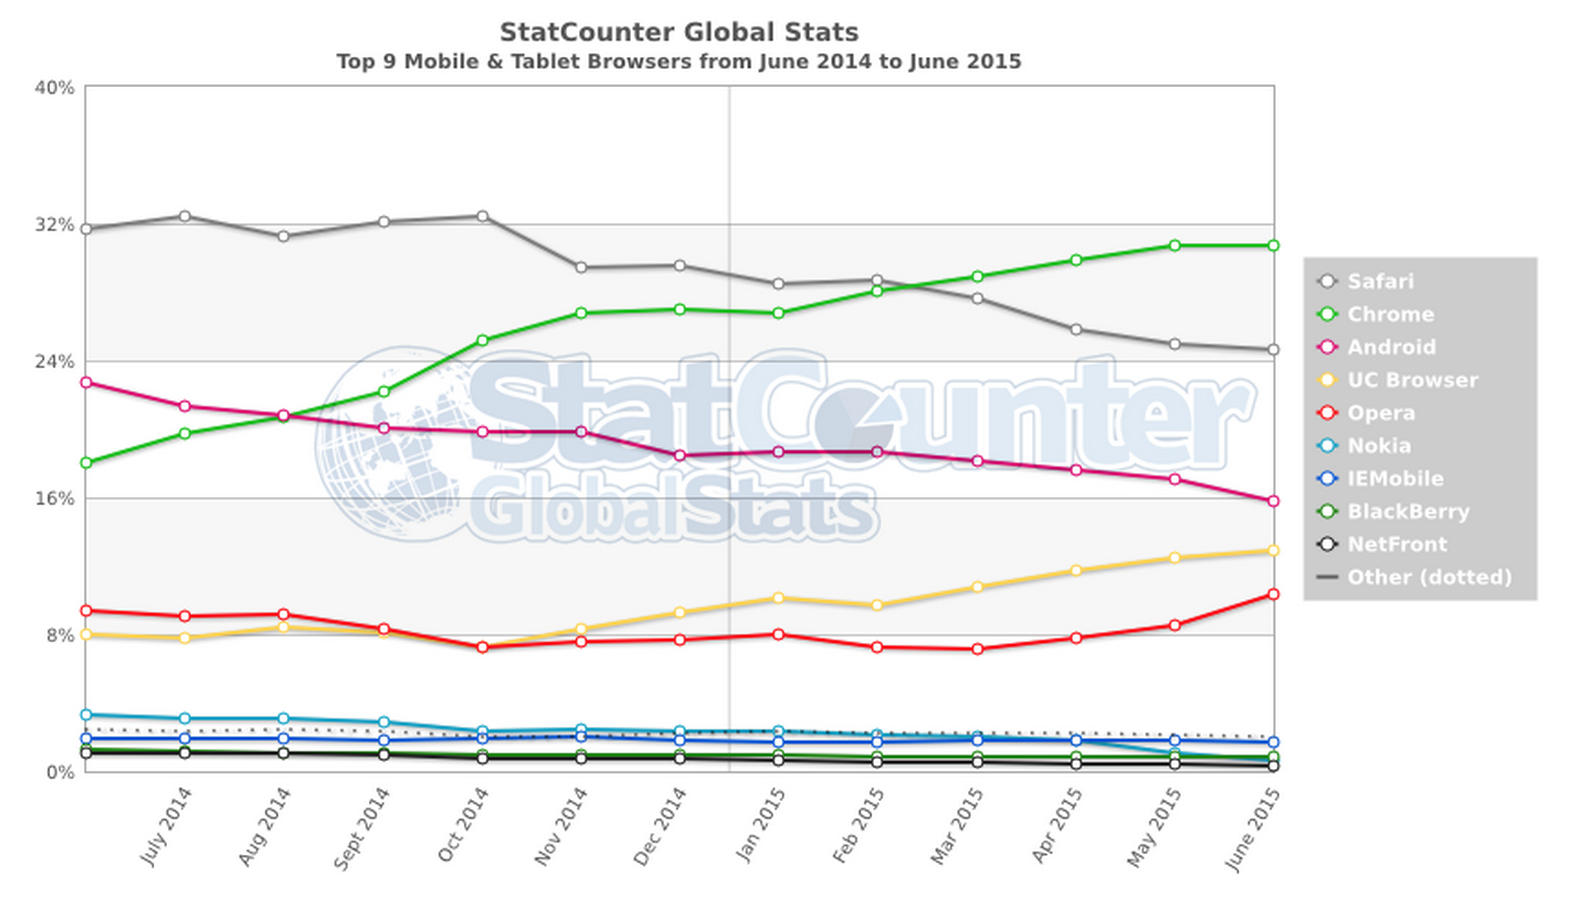 StatCounter Global Stats
Top 9 Mobile & Tablet Browsers from June 2014 to June 2015
40%
32%
24%
16%
8%
0%
StatCounter
GlobalStats
Safari
Chrome
Android
UC Browser
Opera
Nokia
IEMobile
BlackBerry
NetFront
Other (dotted)
July 2014
Aug 2014
Sept 2014
Oct 2014
Nov 2014
Dec 2014
Jan 2015
Feb 2015
Mar 2015
Apr 2015
May 2015
June 2015